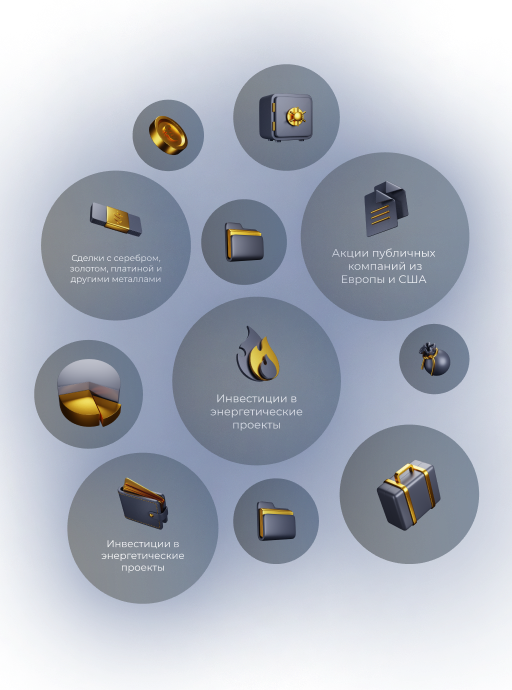 Сделки с серебром,
золотом, платиной и
другими металлами
Акции публичных
компаний из
Европы и США
Инвестиции в
энергетические
проекты
Инвестиции в
энергетические
проекты